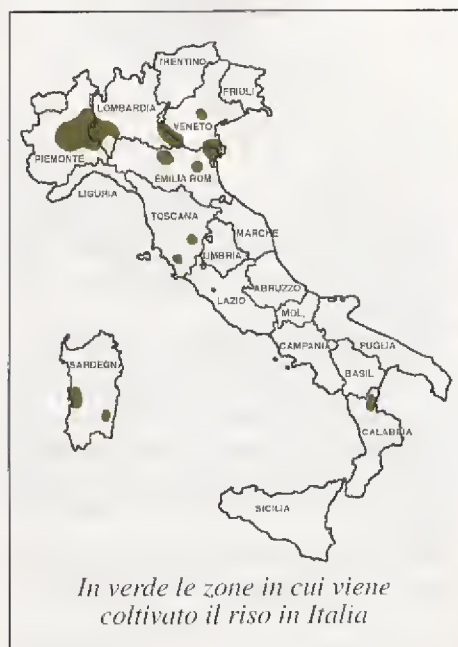 TRENTINO
FRIULI
LOMBARDIA
VENETO
PIEMONTE
EMILIA ROM.
LIGURIA
TOSCANA
MARCHE
UMBRIA
LAZIO
ABRUZZO
MOL.
CAMPANIA
PUGLIA
BASIL
SARDEGN
CALABRIA
SICILIA
In verde le zone in cui viene
coltivato il riso in Italia